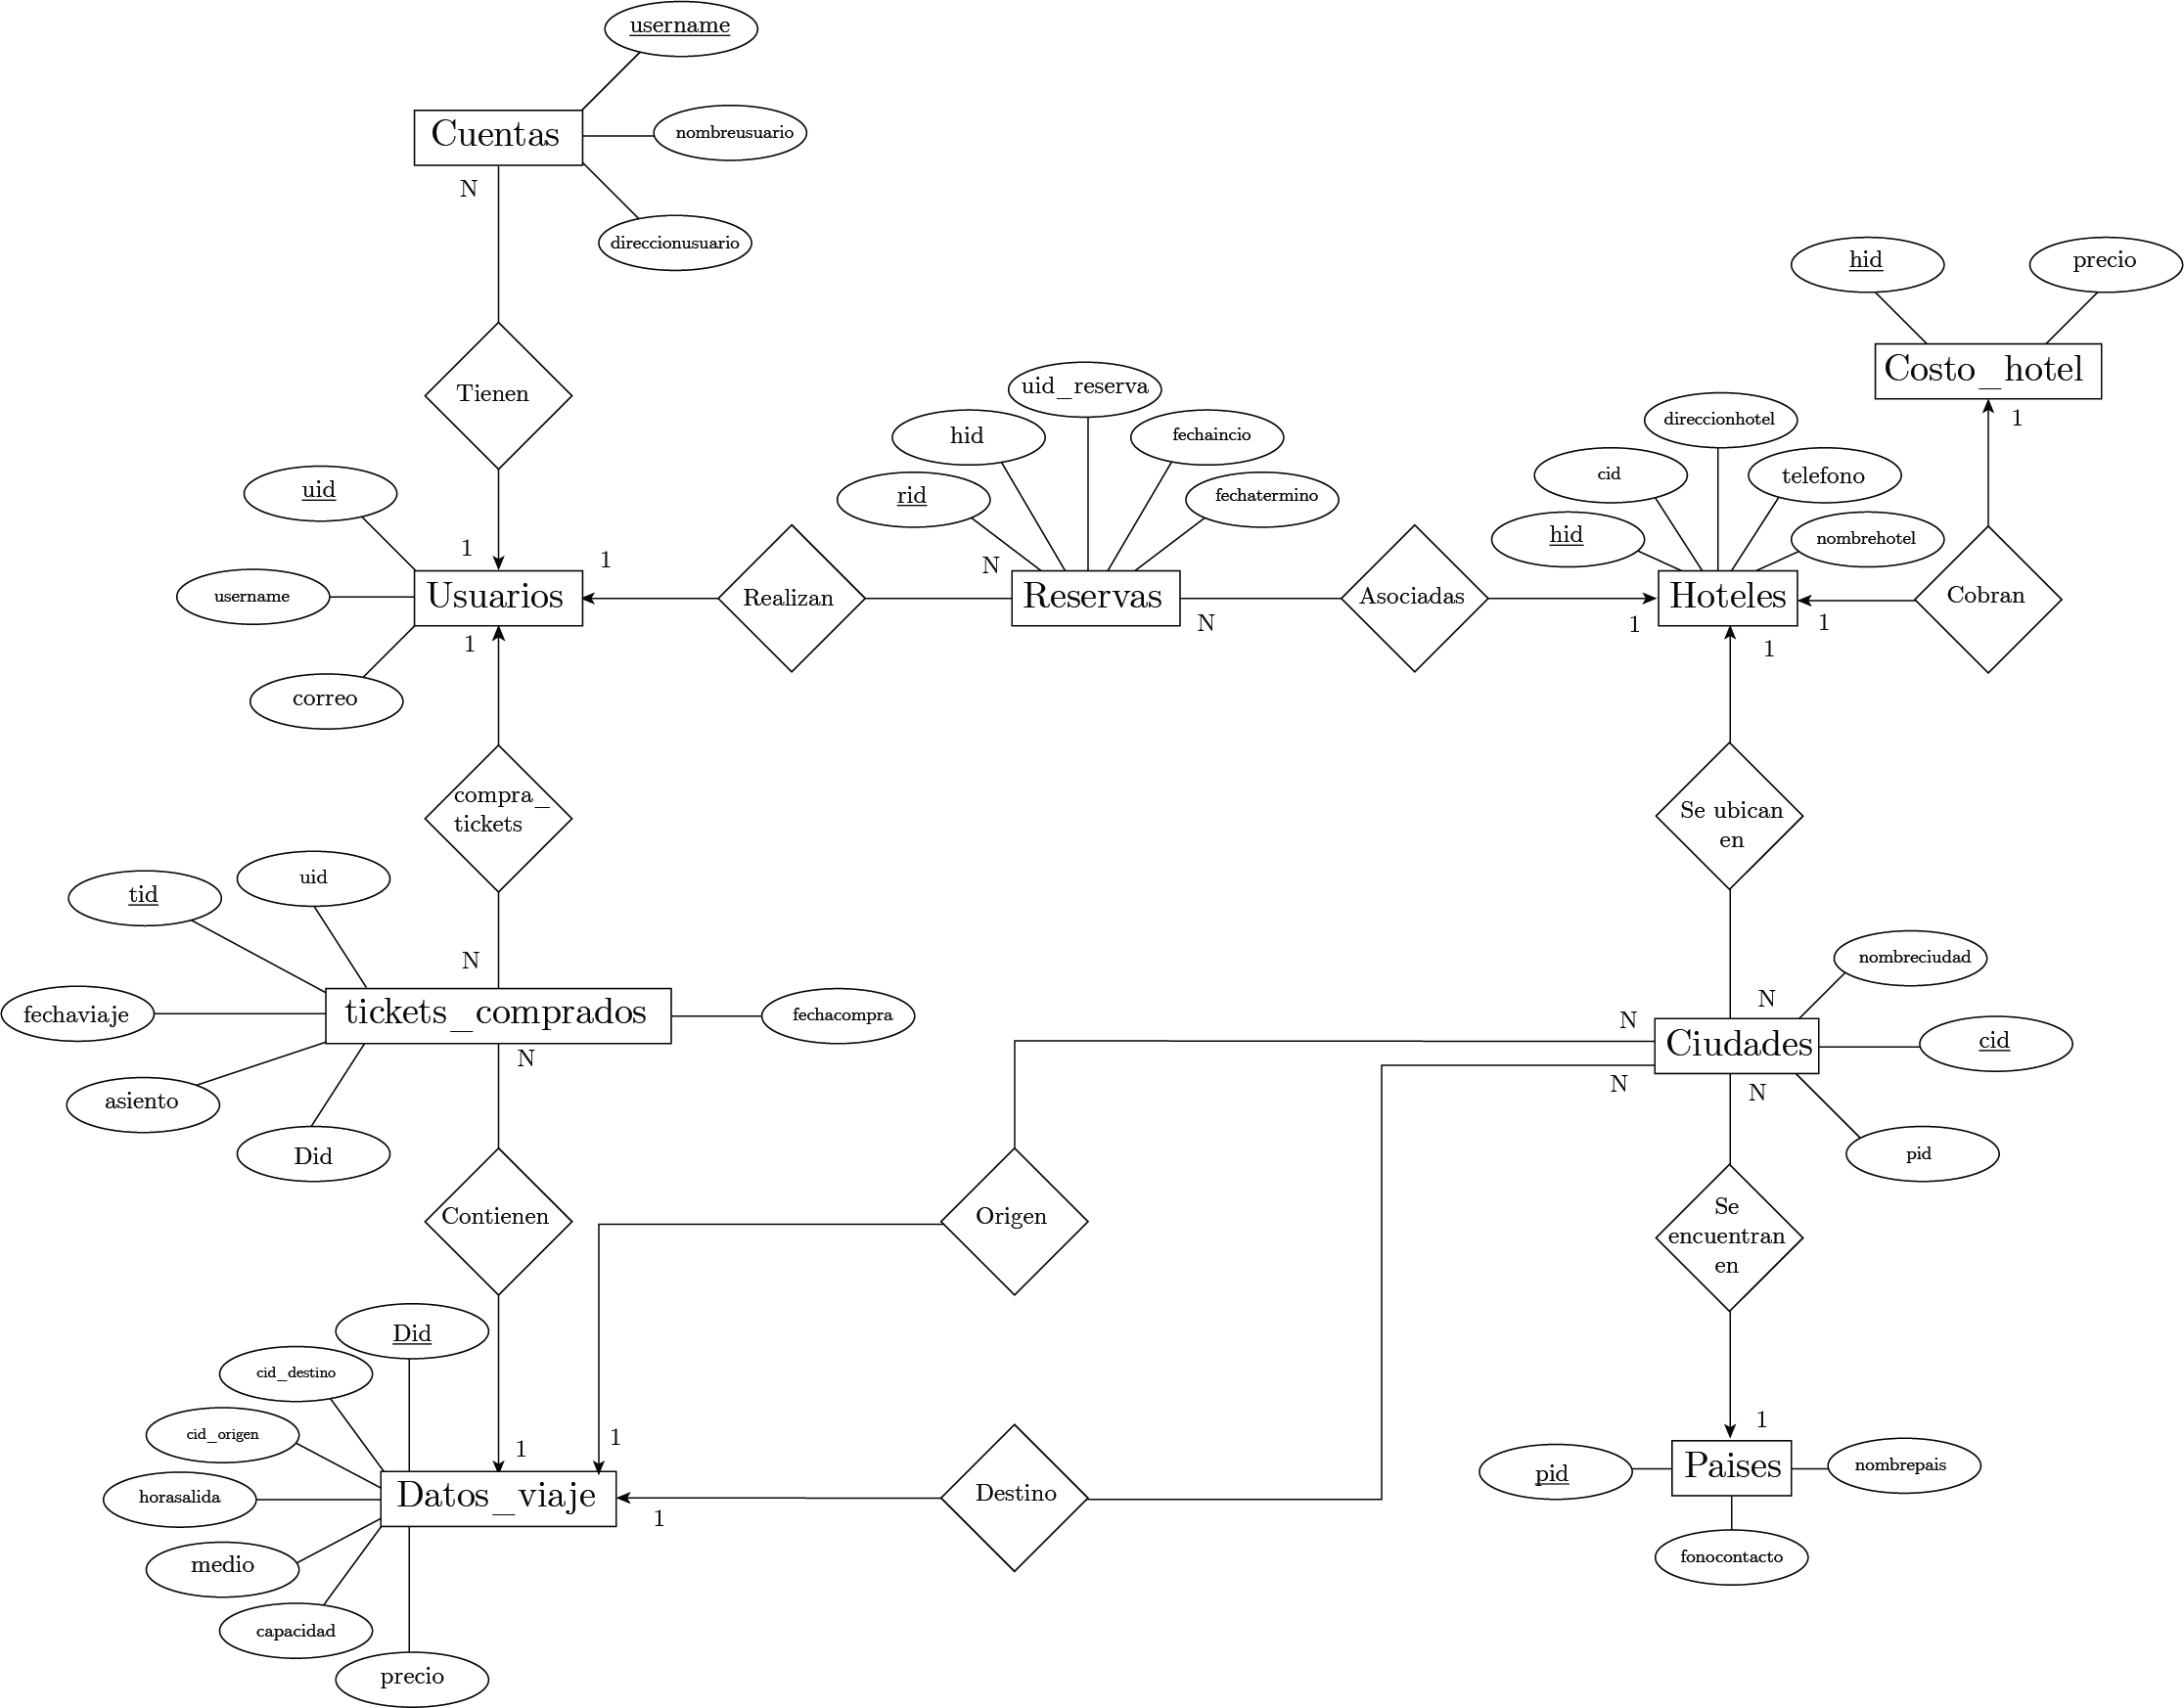 username
Cuentas
nombreusuario
N
direccionusuario
hid
precio
Costo_hotel
1
Tienen
uid_reserva
hid
fechaincio
rid
fechatermino
direccionhotel
cid
telefono
hid
nombrehotel
uid
username
correo
1
1
Usuarios
1
Realizan
N
Reservas
N
Asociadas
1
Hoteles
1
1
Cobran
compra_
tickets
Se ubican
en
tid
uid
N
fechaviaje
tickets_comprados
fechacompra
asiento
N
Did
nombreciudad
N
N
Ciudades
cid
N
N
pid
Contienen
Origen
Se
encuentran
en
Did
cid_destino
cid_origen
horasalida
medio
capacidad
precio
1
1
Datos_viaje
1
Destino
1
pid
Paises
nombrepais
fonocontacto